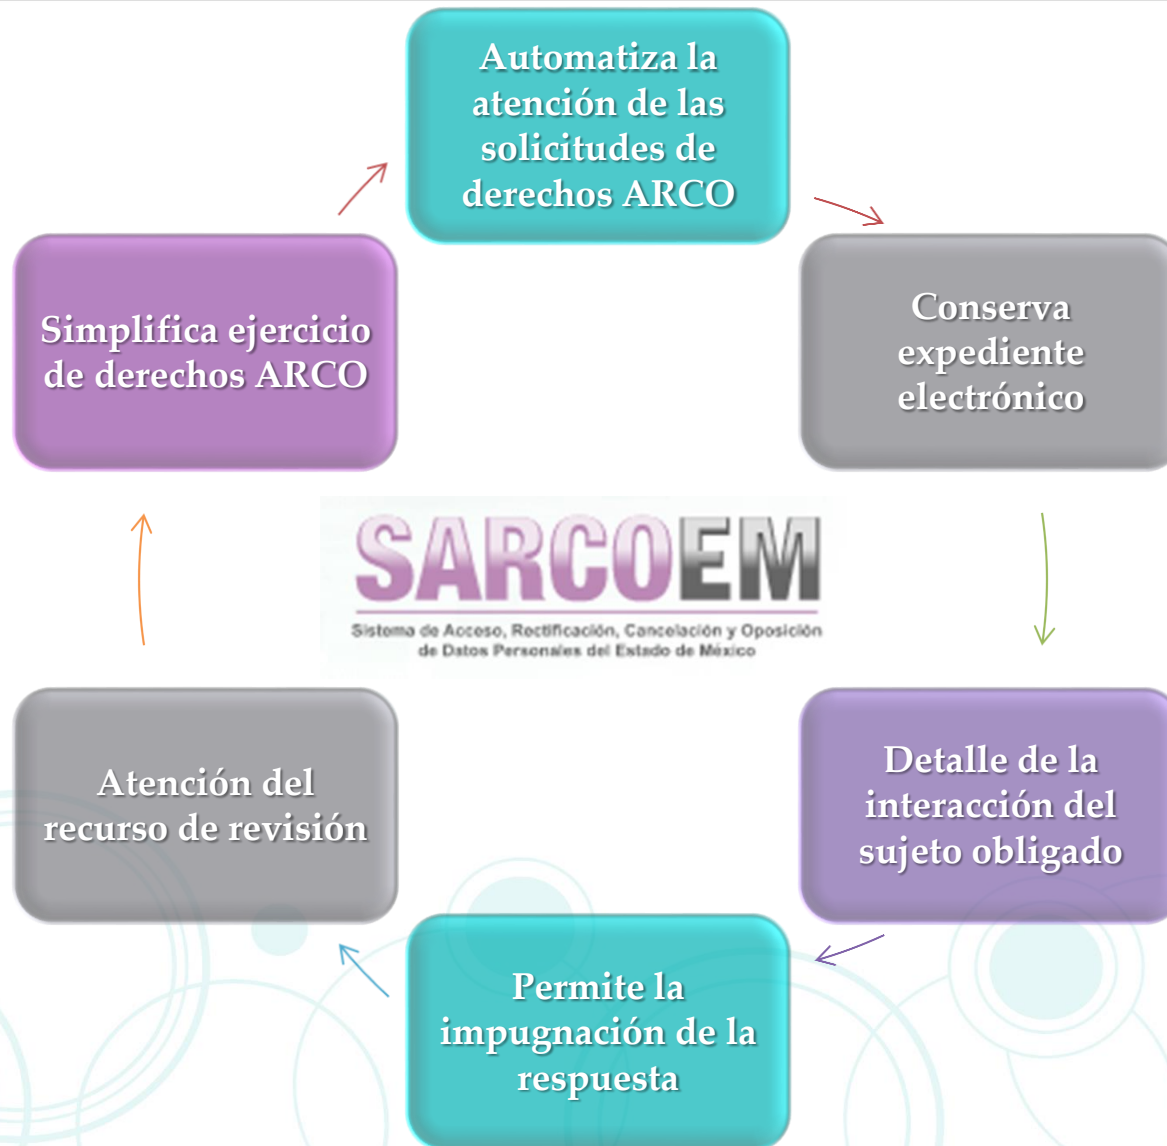 Automatiza la
atención de las
solicitudes de
derechos ARCO
Conserva
expediente
electrónico
Detalle de la
interacción del
sujeto obligado
Permite la
impugnación de la
respuesta
Atención del
recurso de revisión
Simplifica ejercicio
de derechos ARCO
SARCOEM
Sistema de Acceso, Rectificación, Cancelación y Oposición
de Datos Personales del Estado de México